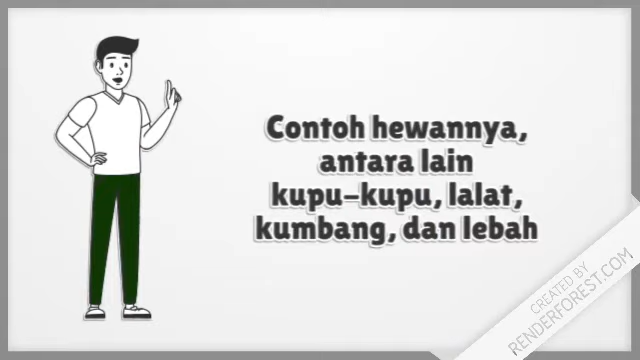 Contoh hewannya,
antara lain
kupu-kupu, lalat,
kumbang, dan lebah
CREATED BY
RENDERFOREST.COM